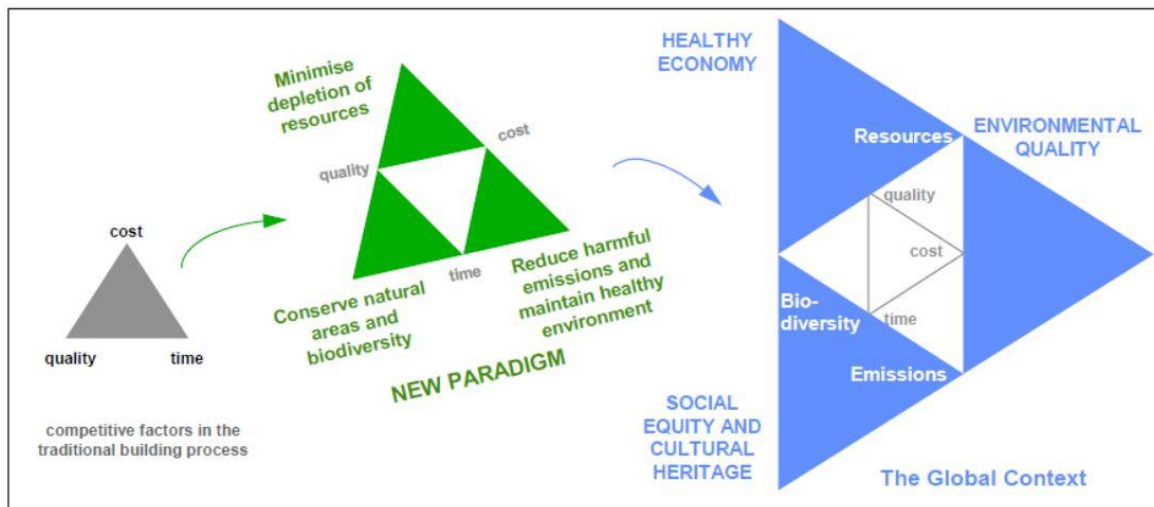 cost
quality
time
competitive factors in the
traditional building process
Minimise
depletion of
resources
quality
cost
time
Conserve natural
areas and
biodiversity
Reduce harmful
emissions and
maintain healthy
environment
NEW PARADIGM
HEALTHY
ECONOMY
Resources
ENVIRONMENTAL
QUALITY
quality
cost
time
Bio-
diversity
Emissions
SOCIAL
EQUITY AND
CULTURAL
HERITAGE
The Global Context